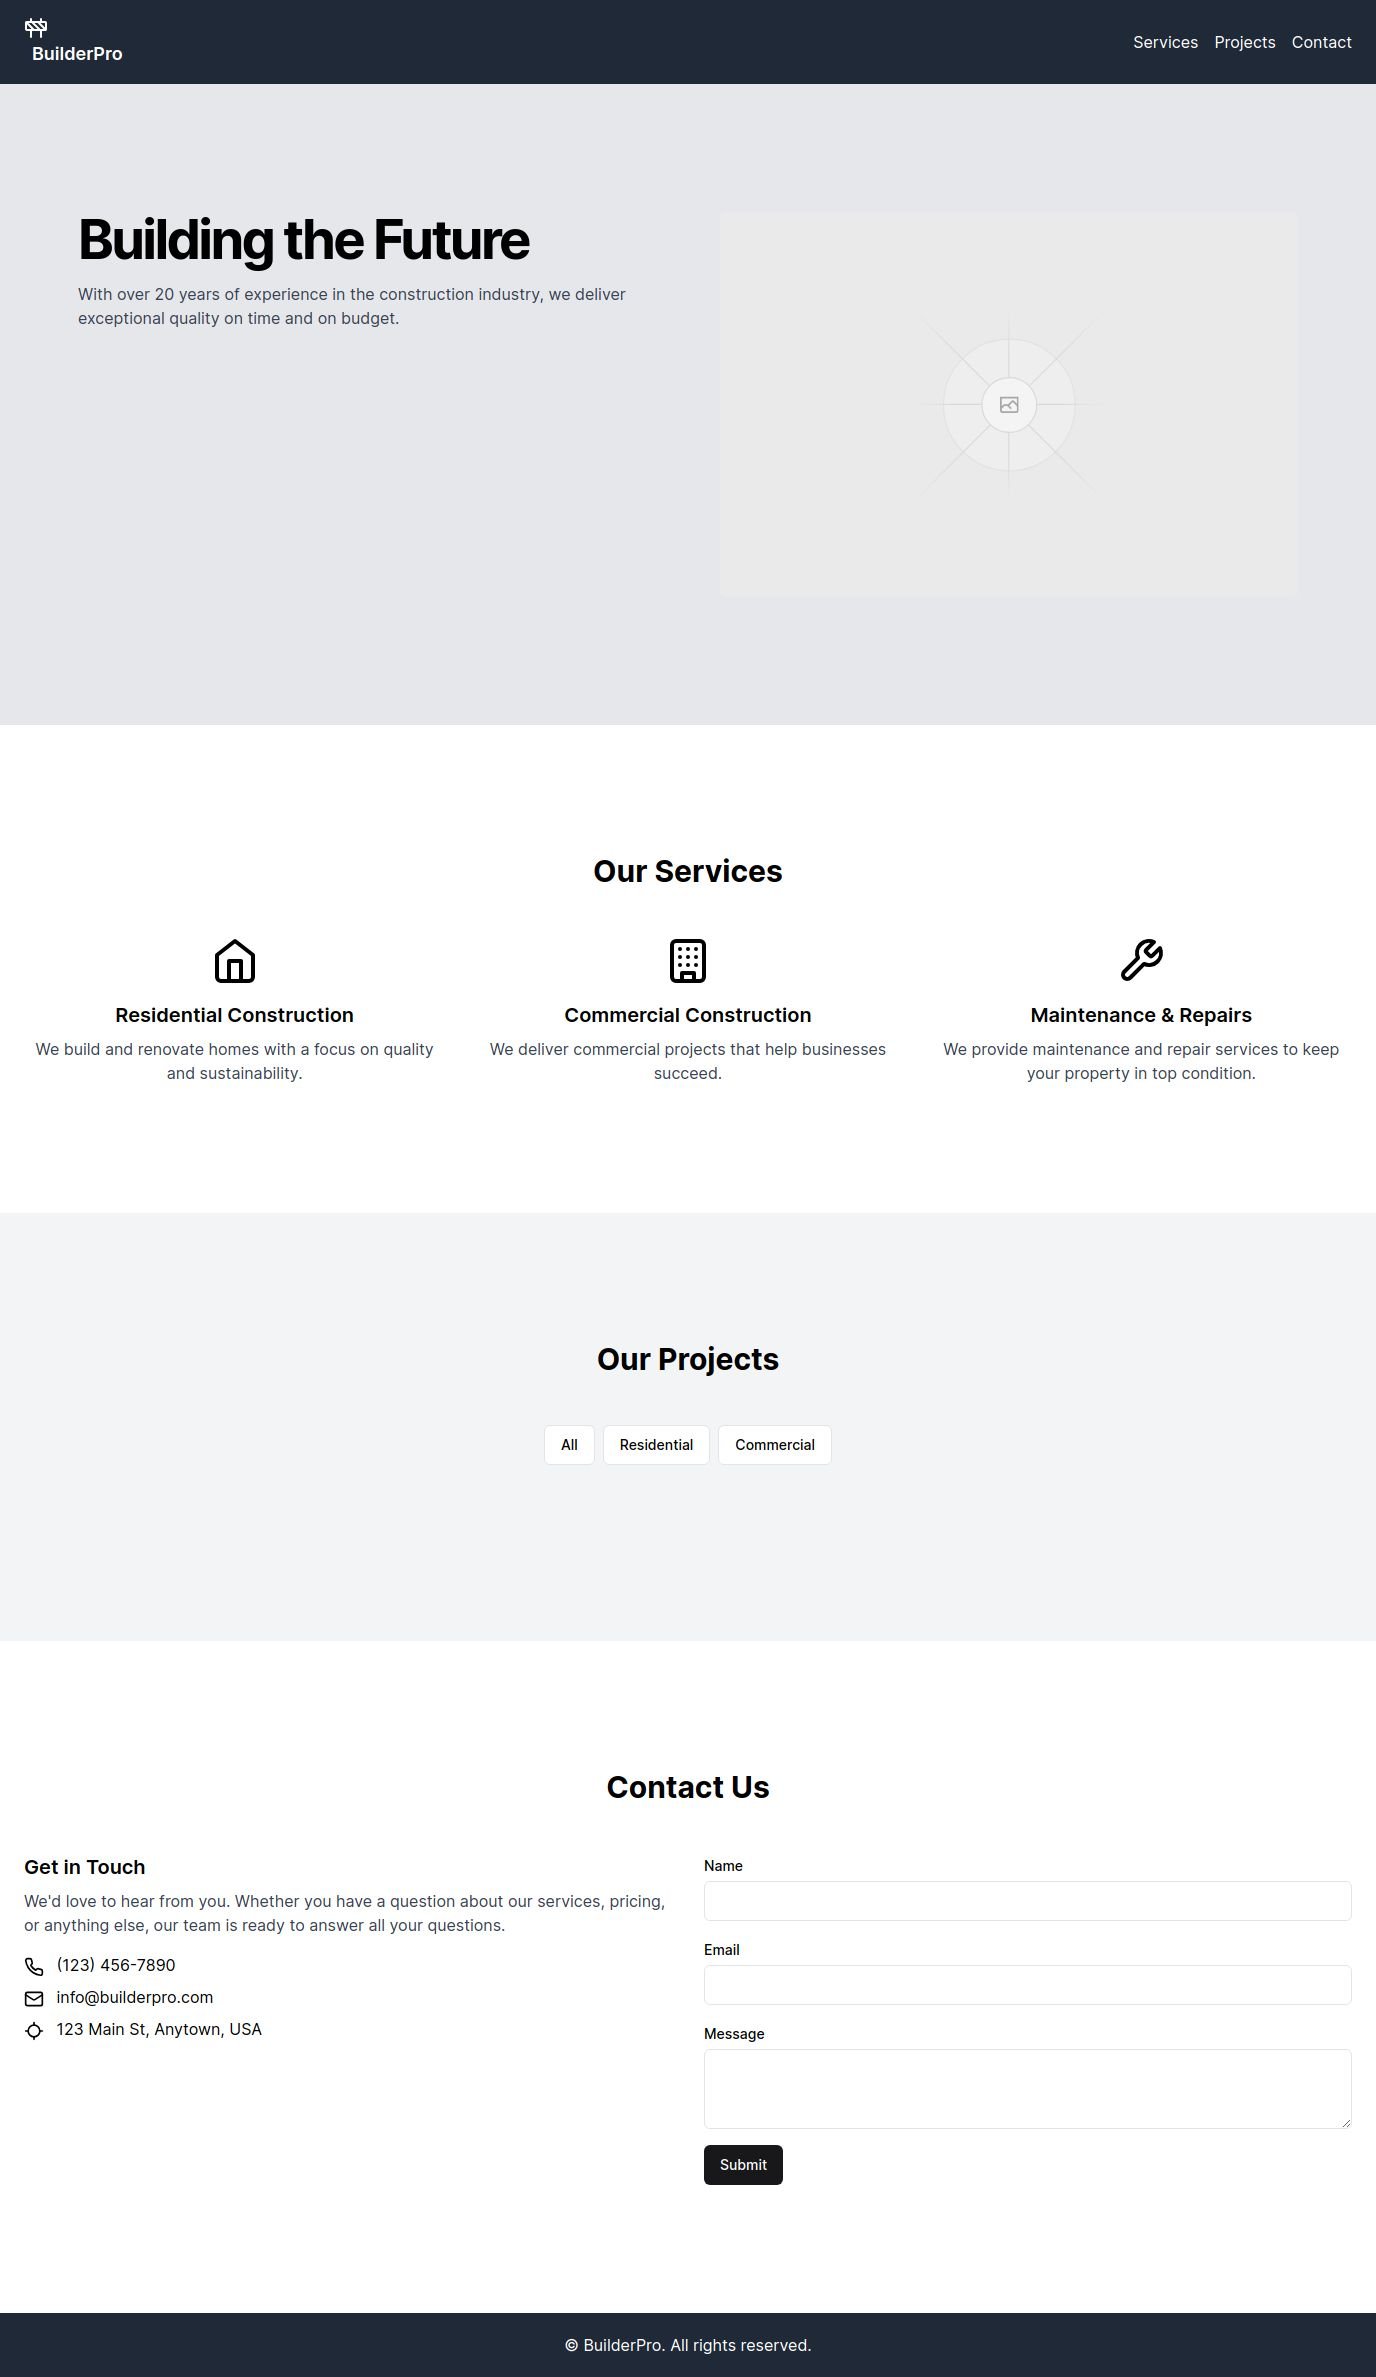 BuilderPro
Services Projects Contact
Building the Future
With over 20 years of experience in the construction industry, we deliver
exceptional quality on time and on budget.
Our Services
Residential Construction
We build and renovate homes with a focus on quality
and sustainability.
Commercial Construction
We deliver commercial projects that help businesses
succeed.
Maintenance & Repairs
We provide maintenance and repair services to keep
your property in top condition.
Our Projects
All Residential Commercial
Contact Us
Get in Touch
We'd love to hear from you. Whether you have a question about our services, pricing,
or anything else, our team is ready to answer all your questions.
(123) 456-7890
info@builderpro.com
123 Main St, Anytown, USA
Name
Email
Message
Submit
© BuilderPro. All rights reserved.